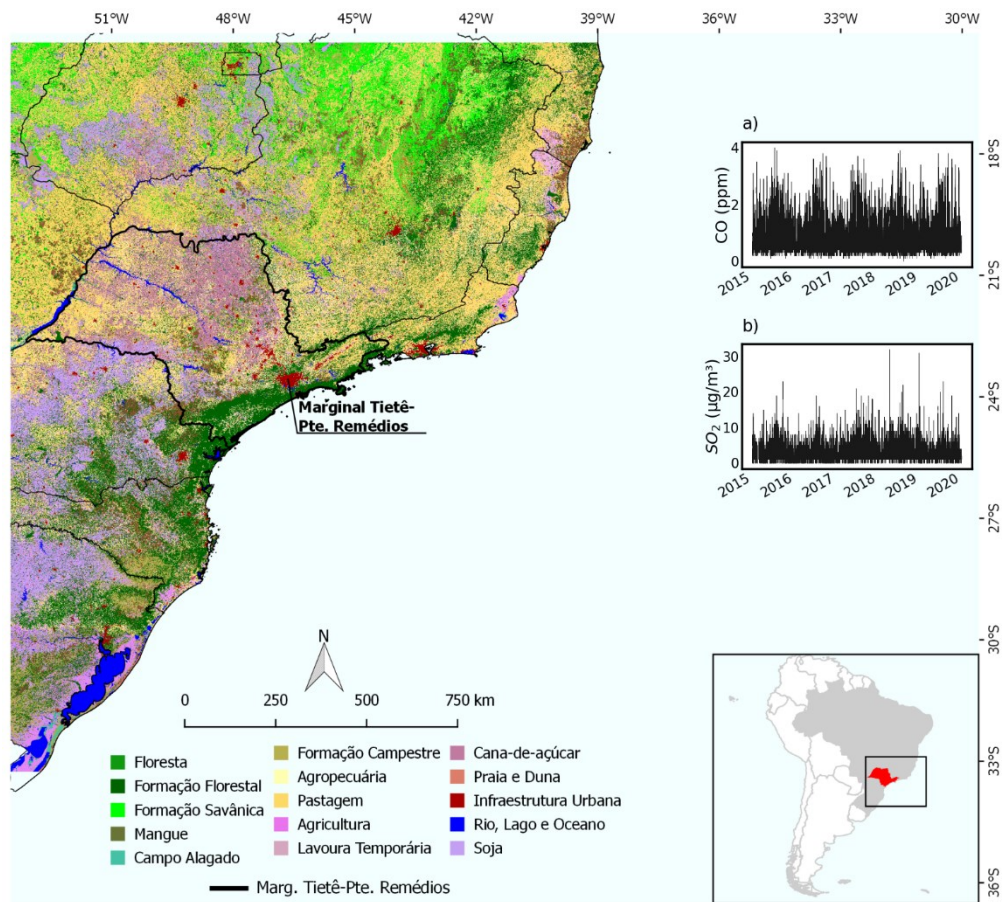 51°W 48°W 45°W 42°W 39°W 36°W 33°W 30°W
a)
4
2
0
CO (ppm)
2015 2016 2017 2018 2019 2020
b)
30
20
10
0
SO₂ (µg/m³)
2015 2016 2017 2018 2019 2020
18°S
21°S
24°S
27°S
30°S
33°S
36°S
Marginal Tietê-
Pte. Remédios
N
0 250 500 750 km
Floresta
Formação Florestal
Formação Savânica
Mangue
Campo Alagado
Formação Campestre
Agropecuária
Pastagem
Agricultura
Lavoura Temporária
Cana-de-açúcar
Praia e Duna
Infraestrutura Urbana
Rio, Lago e Oceano
Soja
Marg. Tietê-Pte. Remédios